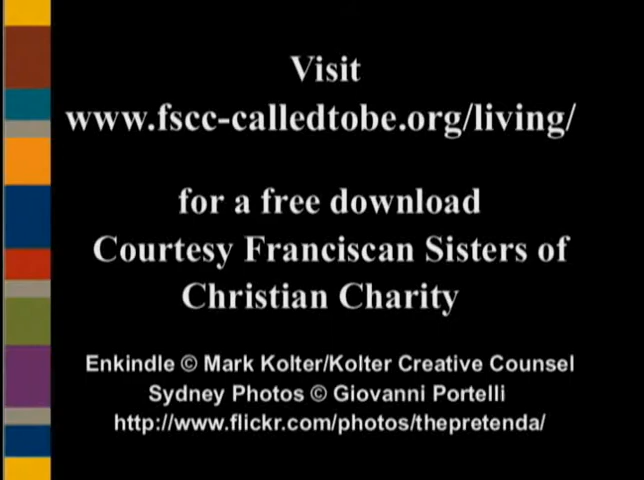 Visit
www.fscc-calledtobe.org/living/
for a free download
Courtesy Franciscan Sisters of
Christian Charity
Enkindle © Mark Kolter/Kolter Creative Counsel
Sydney Photos © Giovanni Portelli
http://www.flickr.com/photos/thepretenda/